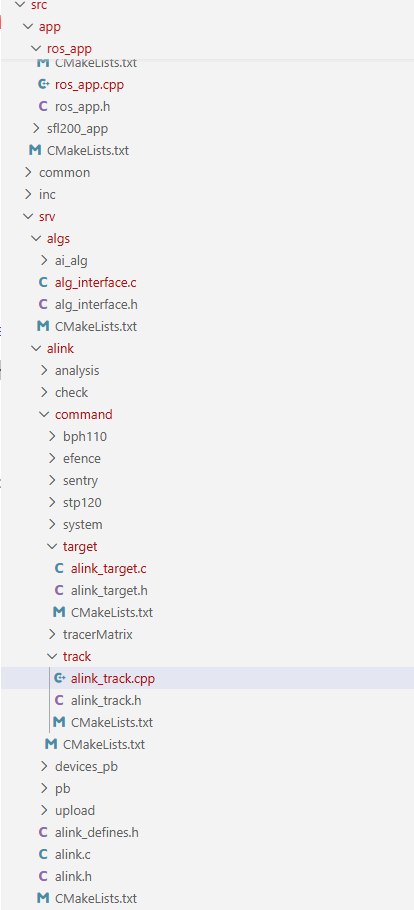 src
app
ros_app
CMakeLists.txt
ros_app.cpp
ros_app.h
sfl200_app
CMakeLists.txt
common
inc
srv
algs
ai_alg
alg_interface.c
alg_interface.h
CMakeLists.txt
alink
analysis
check
command
bph110
efence
sentry
stp120
system
target
alink_target.c
alink_target.h
CMakeLists.txt
tracerMatrix
track
alink_track.cpp
alink_track.h
CMakeLists.txt
CMakeLists.txt
devices_pb
pb
upload
alink_defines.h
alink.c
alink.h
CMakeLists.txt